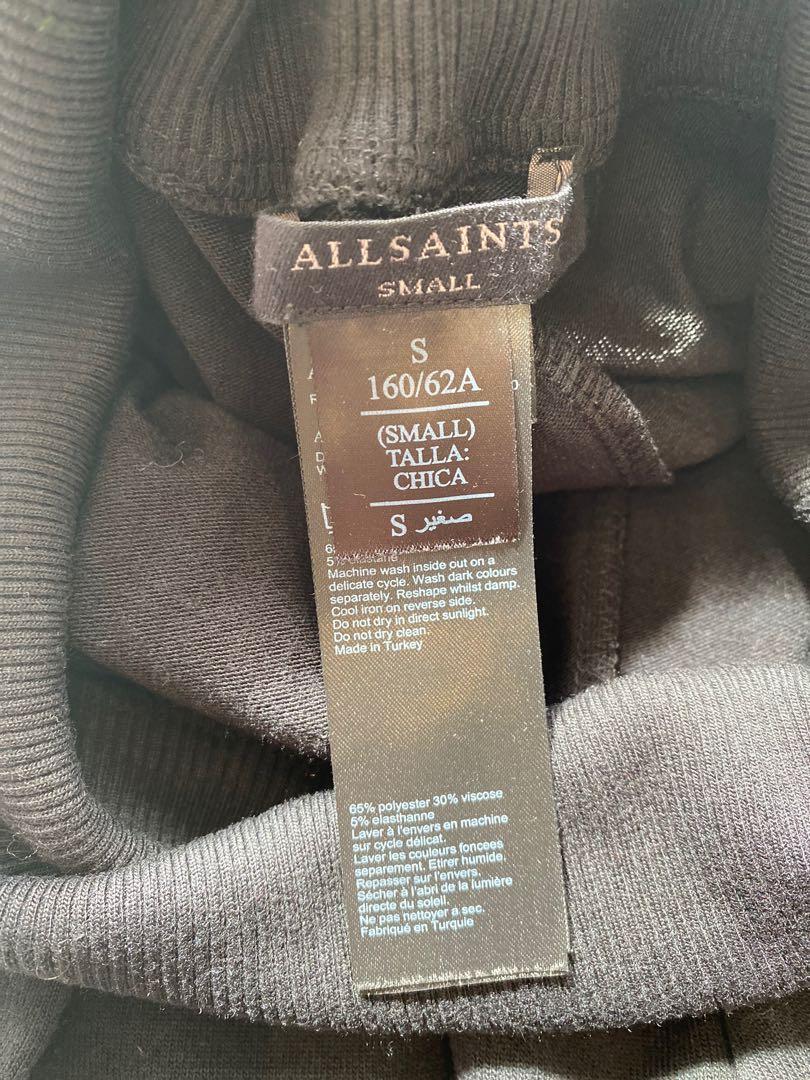 ALLSAINTS
SMALL
S
160/62A
(SMALL)
TALLA:
CHICA
S صغير
5% elastane
Machine wash inside out on a
delicate cycle. Wash dark colours
separately. Reshape whilst damp.
Cool iron on reverse side.
Do not dry in direct sunlight.
Do not dry clean.
Made in Turkey
65% polyester 30% viscose
5% elasthanne
Laver à l'envers en machine
sur cycle délicat.
Laver les couleurs foncees
separement. Etirer humide.
Repasser sur l'envers.
Sécher à l'abri de la lumière
directe du soleil.
Ne pas nettoyer a sec.
Fabriqué en Turquie